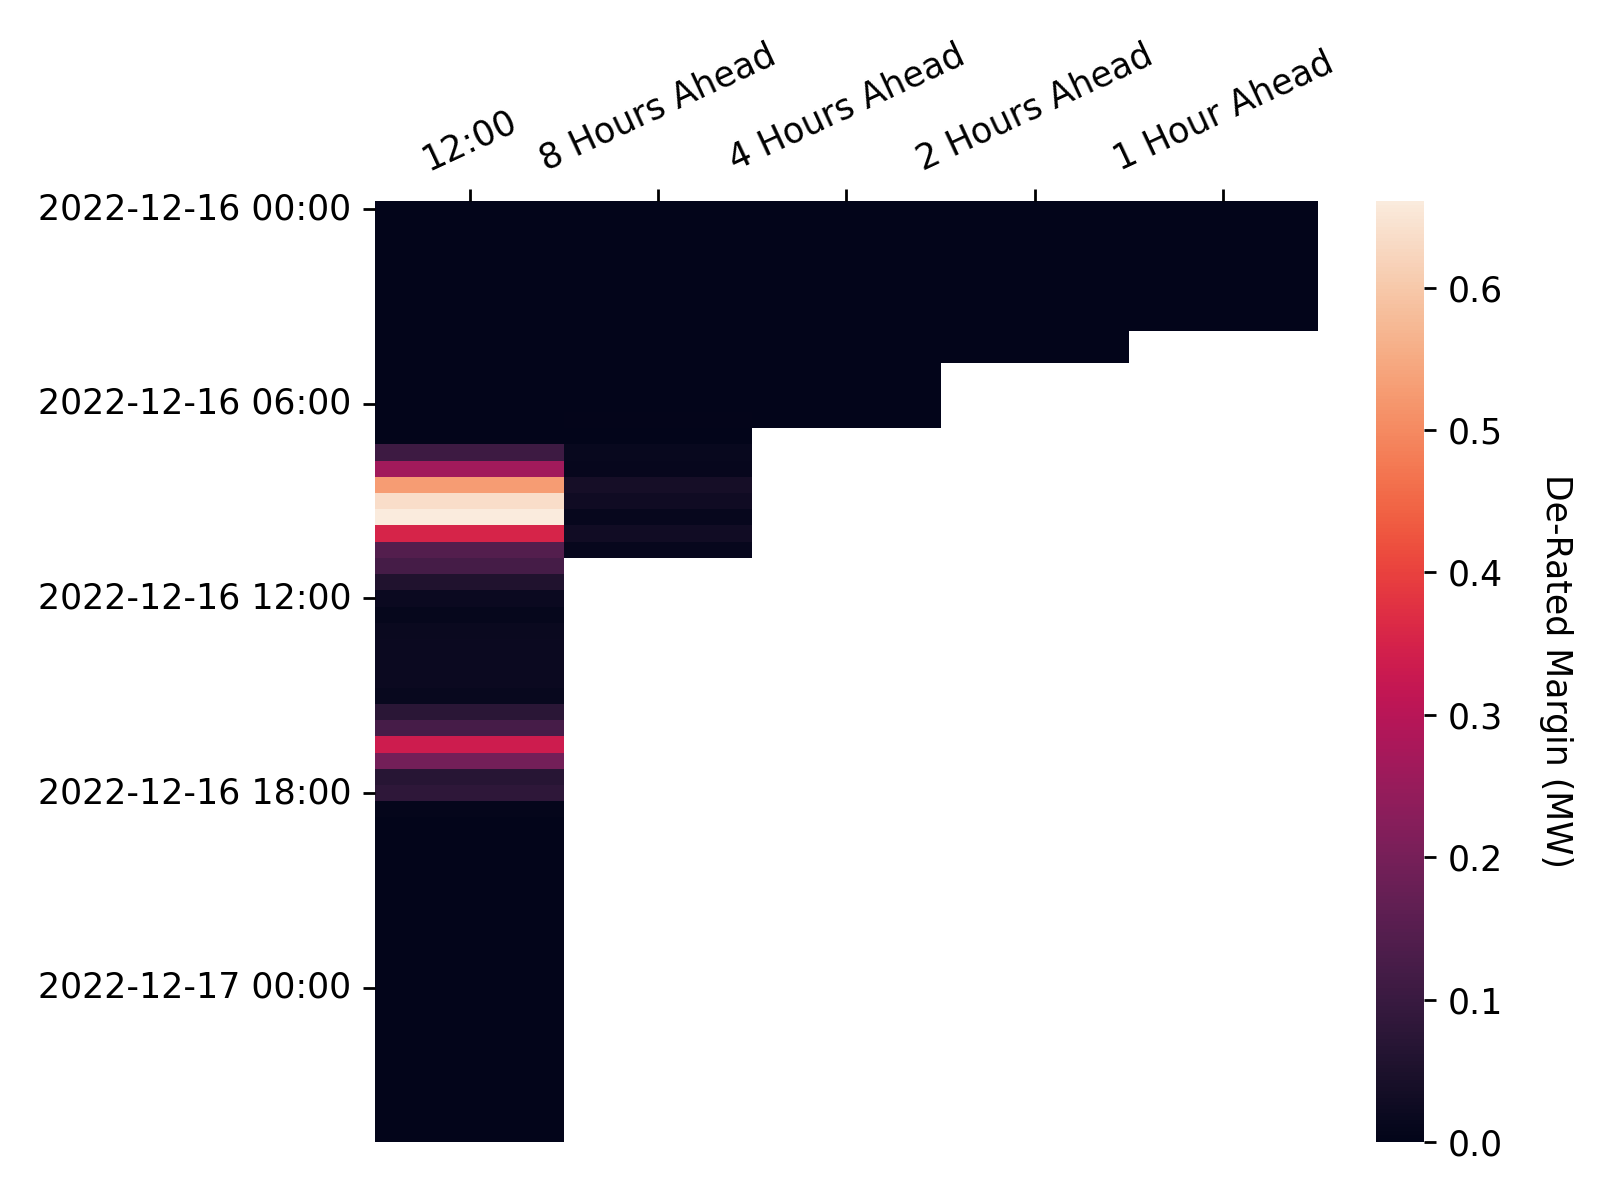 12:00
8 Hours Ahead
4 Hours Ahead
2 Hours Ahead
1 Hour Ahead
2022-12-16 00:00
2022-12-16 06:00
2022-12-16 12:00
2022-12-16 18:00
2022-12-17 00:00
0.6
0.5
0.4
0.3
0.2
0.1
0.0
De-Rated Margin (MW)